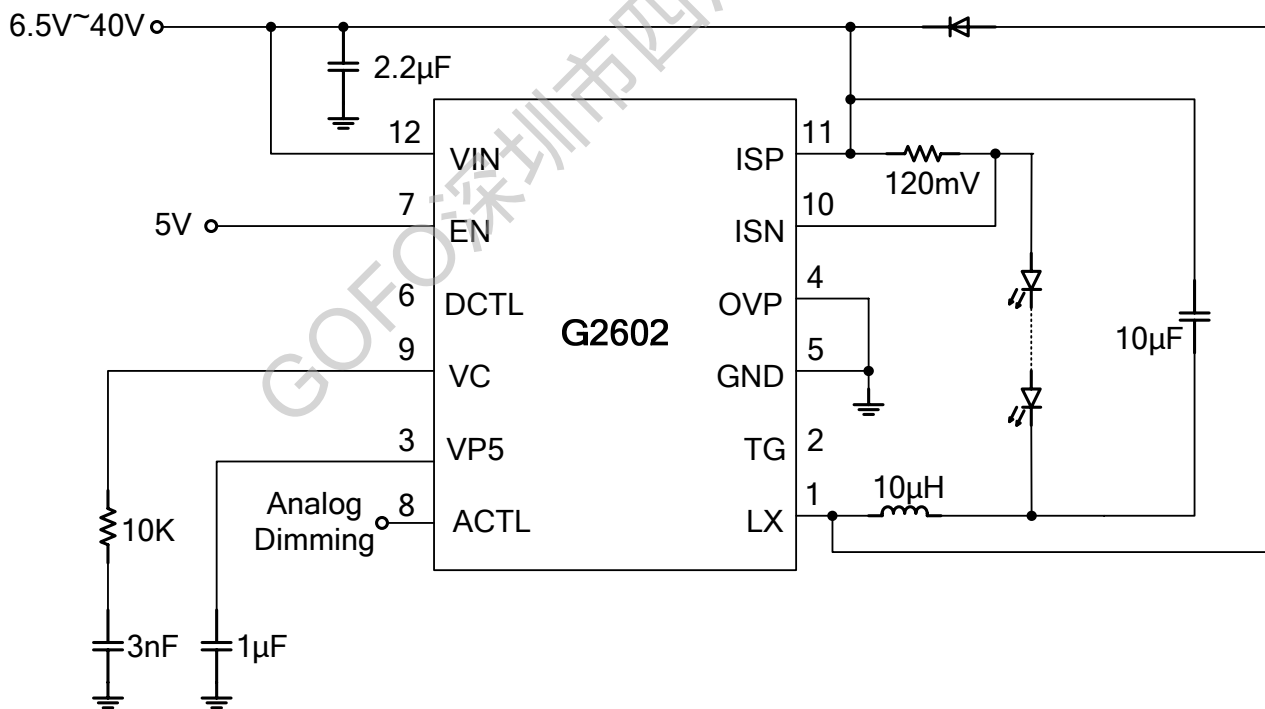 6.5V~40V
2.2µF
12
VIN
ISP
11
120mV
7
5V
EN
ISN
10
6
DCTL
OVP
4
G2602
10µF
9
VC
GND
5
3
VP5
TG
2
10K
Analog
Dimming
8
ACTL
LX
1
10µH
3nF
1µF
GOFO深圳市四